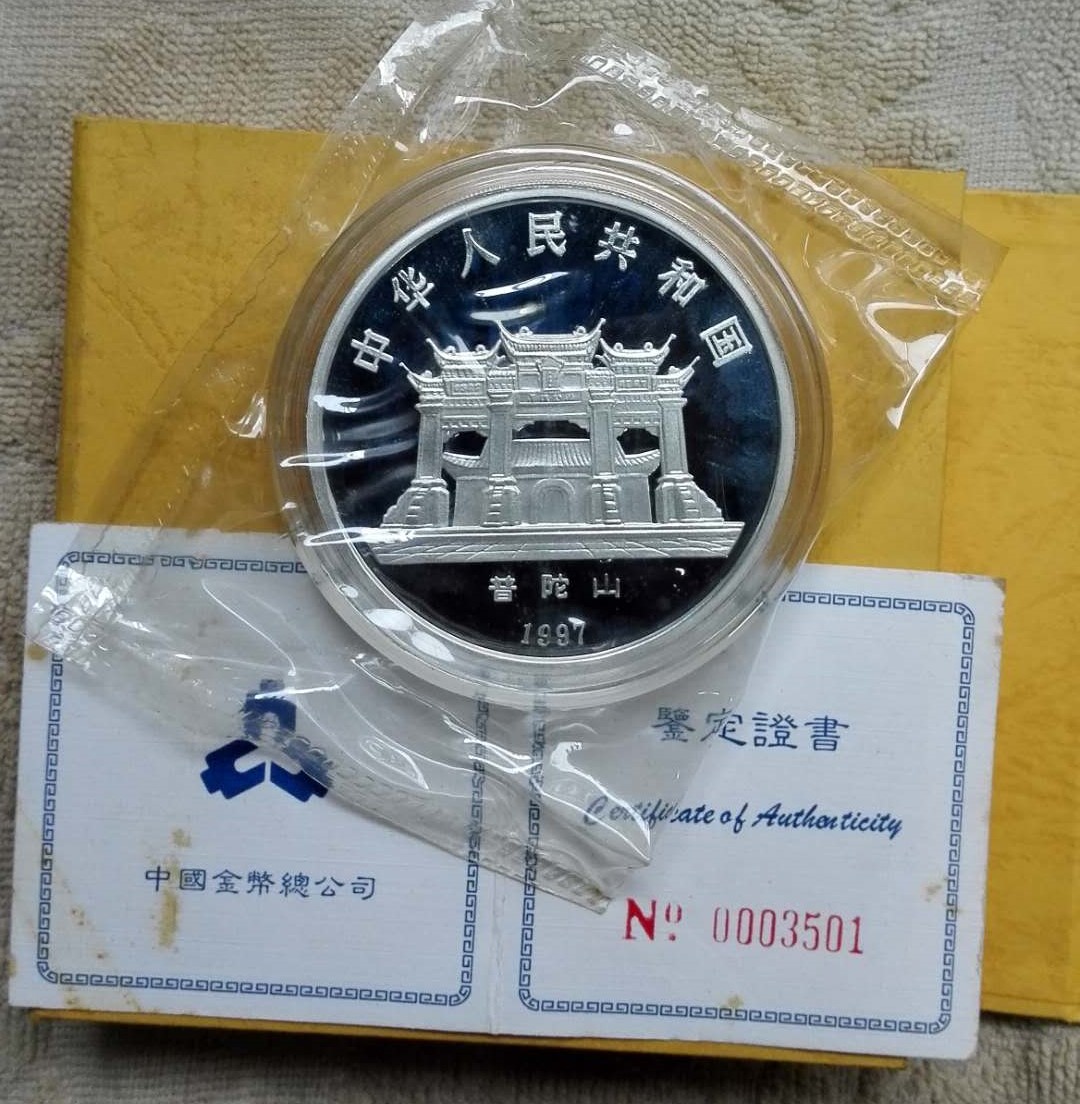 中华人民共和国
普陀山
1997
中國金幣總公司
鑒定證書
Certificate of Authenticity
Nº 0003501